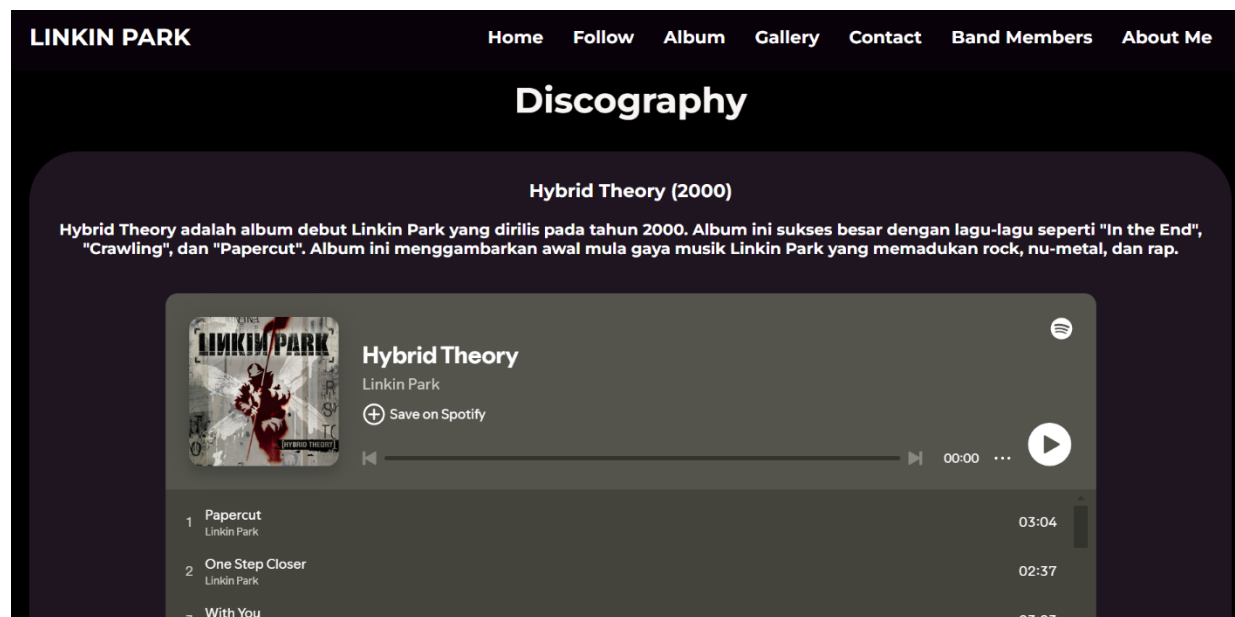 LINKIN PARK
Home Follow Album Gallery Contact Band Members About Me
Discography
Hybrid Theory (2000)
Hybrid Theory adalah album debut Linkin Park yang dirilis pada tahun 2000. Album ini sukses besar dengan lagu-lagu seperti "In the End",
"Crawling", dan "Papercut". Album ini menggambarkan awal mula gaya musik Linkin Park yang memadukan rock, nu-metal, dan rap.
LINKIN PARK
[HYBRID THEORY]
Hybrid Theory
Linkin Park
Save on Spotify
00:00 ...
1 Papercut 03:04
Linkin Park
2 One Step Closer 02:37
Linkin Park
With You